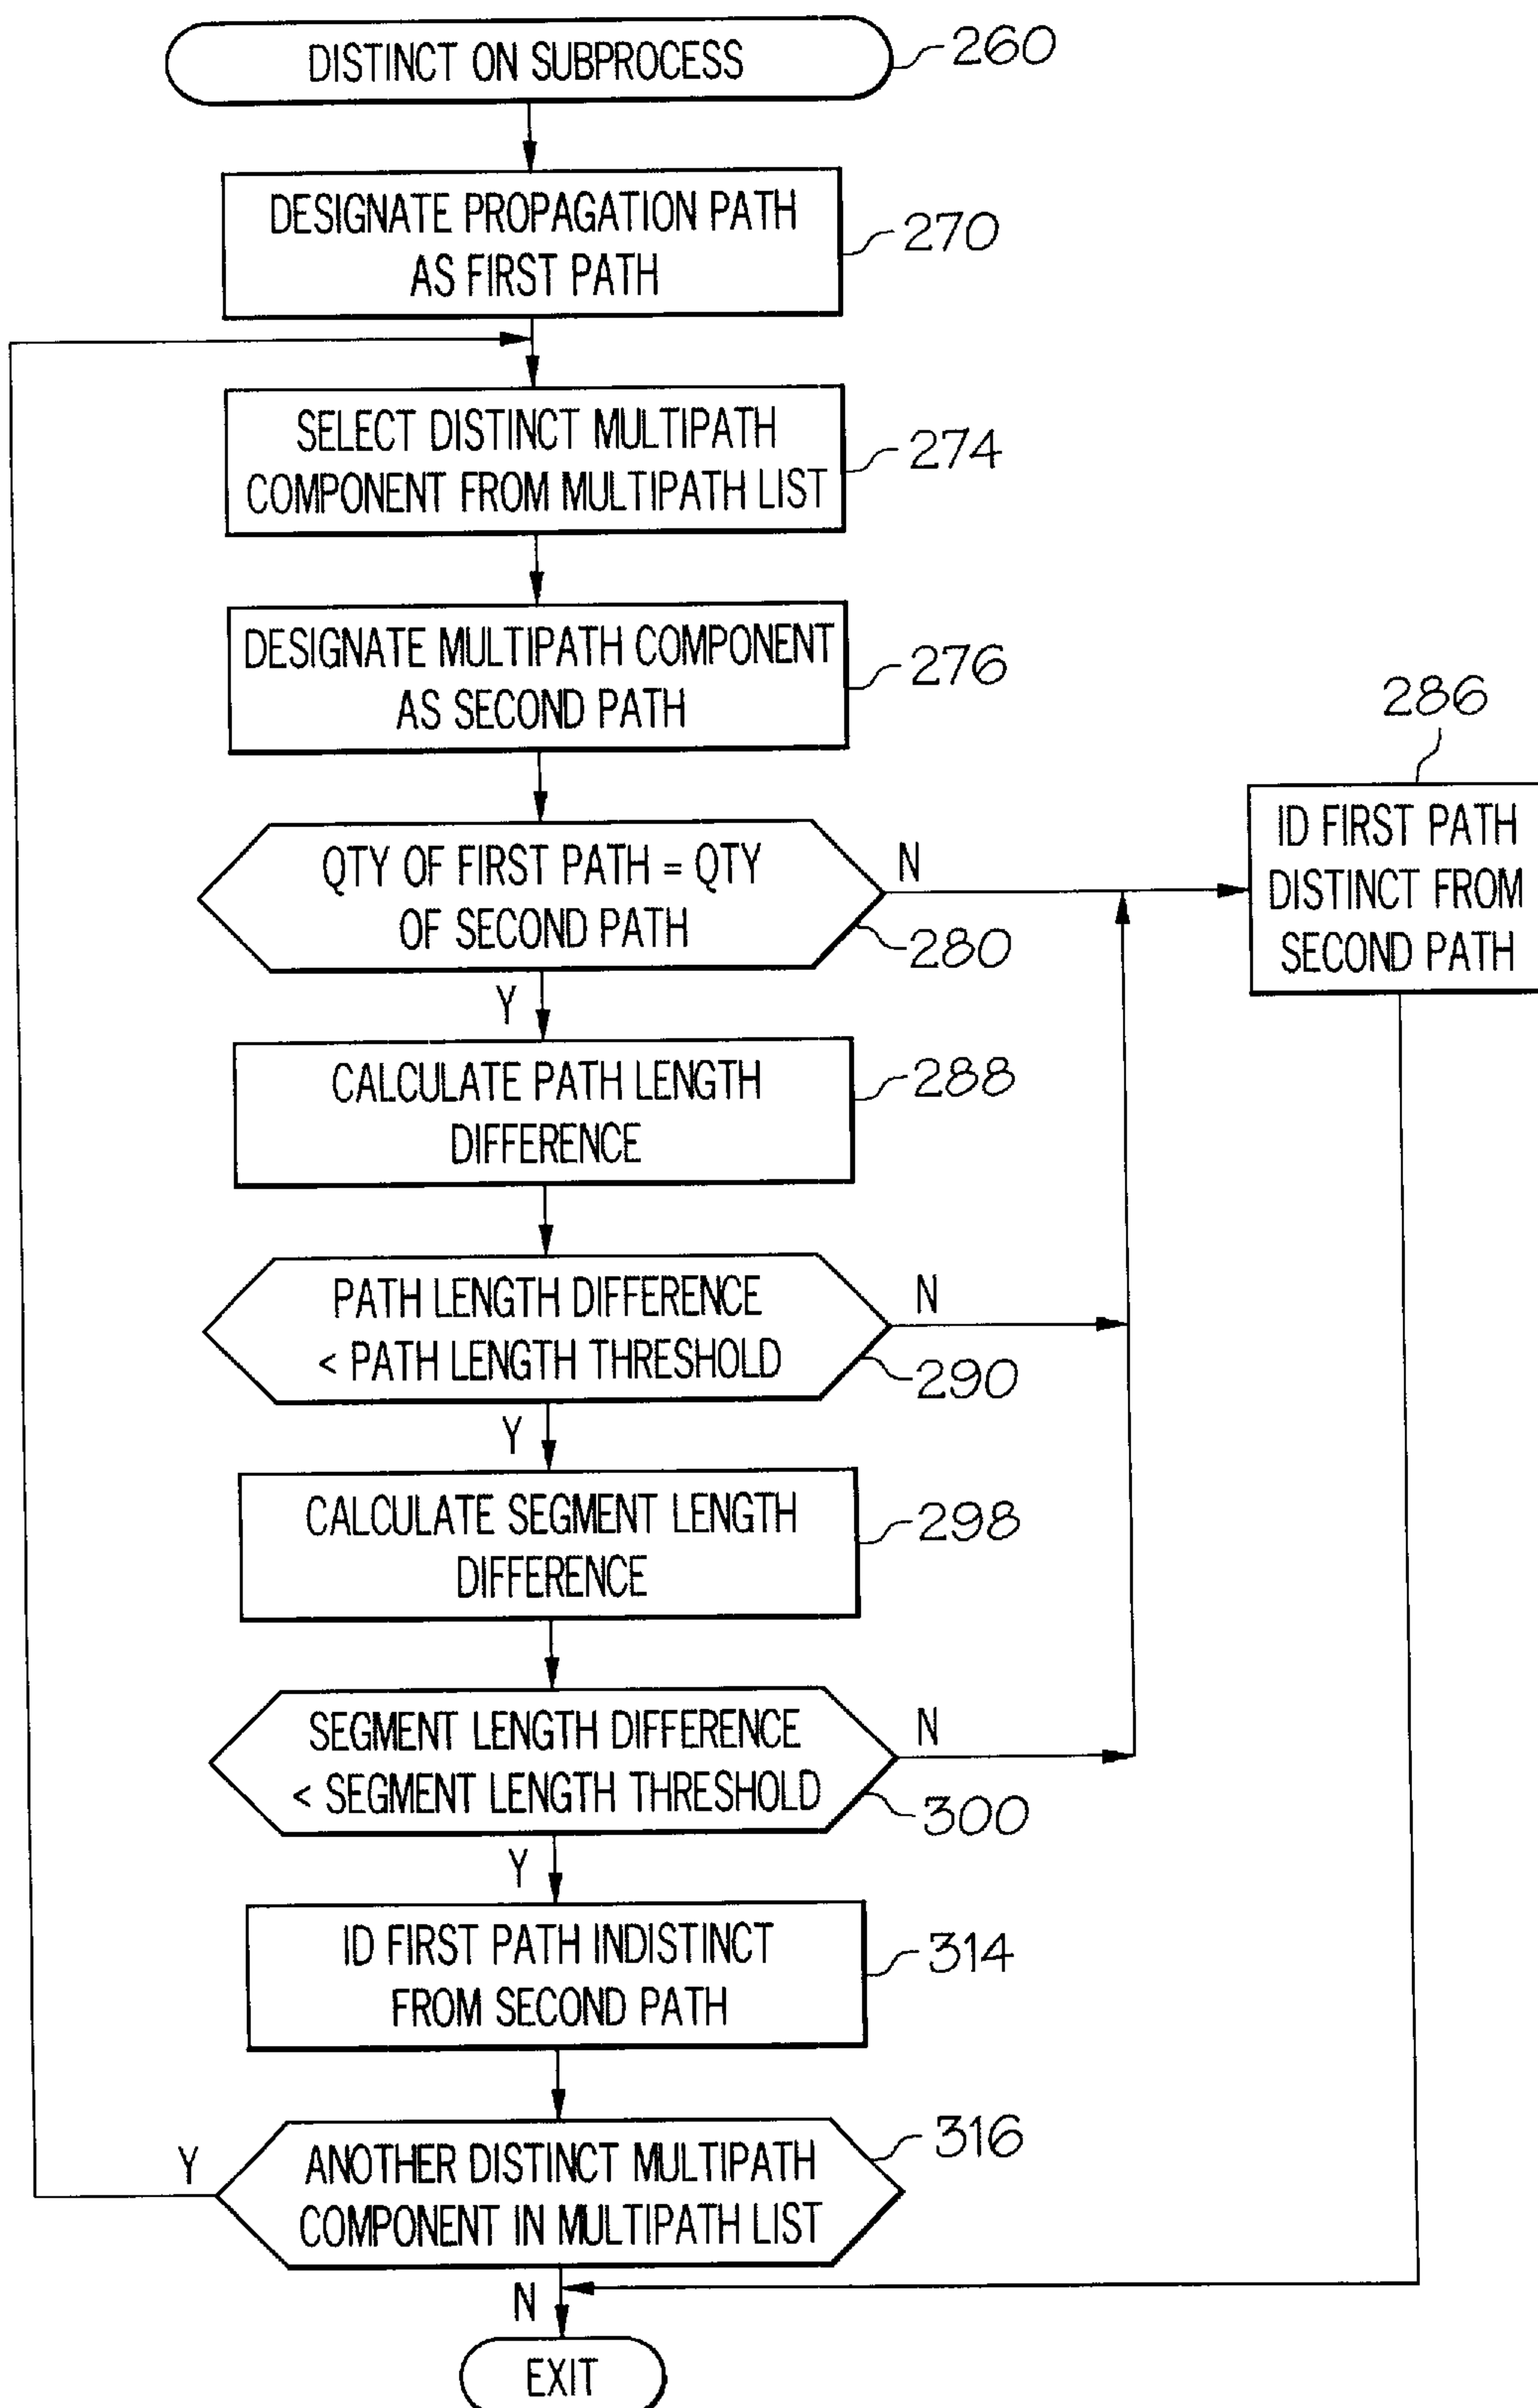 DISTINCT ON SUBPROCESS
260
DESIGNATE PROPAGATION PATH
AS FIRST PATH
270
SELECT DISTINCT MULTIPATH
COMPONENT FROM MULTIPATH LIST
274
DESIGNATE MULTIPATH COMPONENT
AS SECOND PATH
276
QTY OF FIRST PATH = QTY
OF SECOND PATH
280
N
Y
286
ID FIRST PATH
DISTINCT FROM
SECOND PATH
CALCULATE PATH LENGTH
DIFFERENCE
288
PATH LENGTH DIFFERENCE
< PATH LENGTH THRESHOLD
290
N
Y
CALCULATE SEGMENT LENGTH
DIFFERENCE
298
SEGMENT LENGTH DIFFERENCE
< SEGMENT LENGTH THRESHOLD
300
N
Y
ID FIRST PATH INDISTINCT
FROM SECOND PATH
314
ANOTHER DISTINCT MULTIPATH
COMPONENT IN MULTIPATH LIST
316
Y
N
EXIT